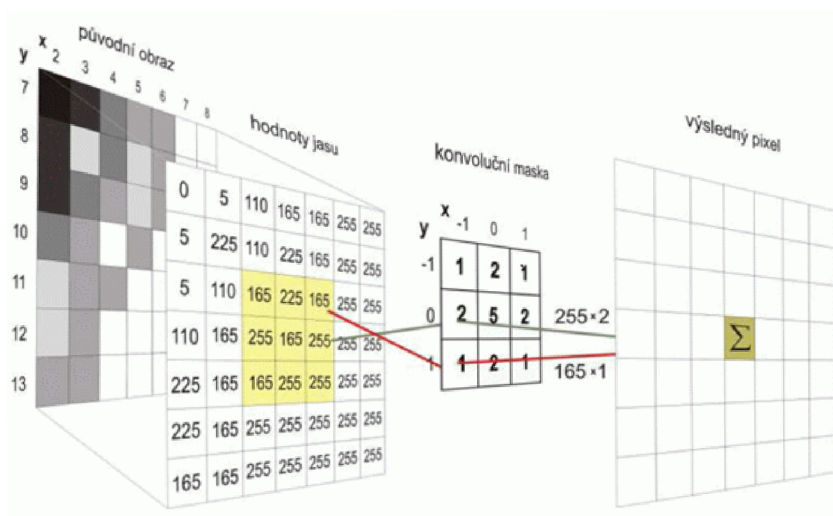 původní obraz
x 2 3 4 5 6 7 8
y
7
8
9
10
11
12
13
hodnoty jasu
0 5 110 165 165 255 255
5 225 110 225 165 255 255
5 110 165 225 165 255 255
110 165 255 165 255 255 255
225 165 165 255 255 255 255
225 165 255 255 255 255 255
165 165 255 255 255 255 255
konvoluční maska
x -1 0 1
y
-1 1 2 1
0 2 5 2
1 1 2 1
255×2
165×1
výsledný pixel
Σ